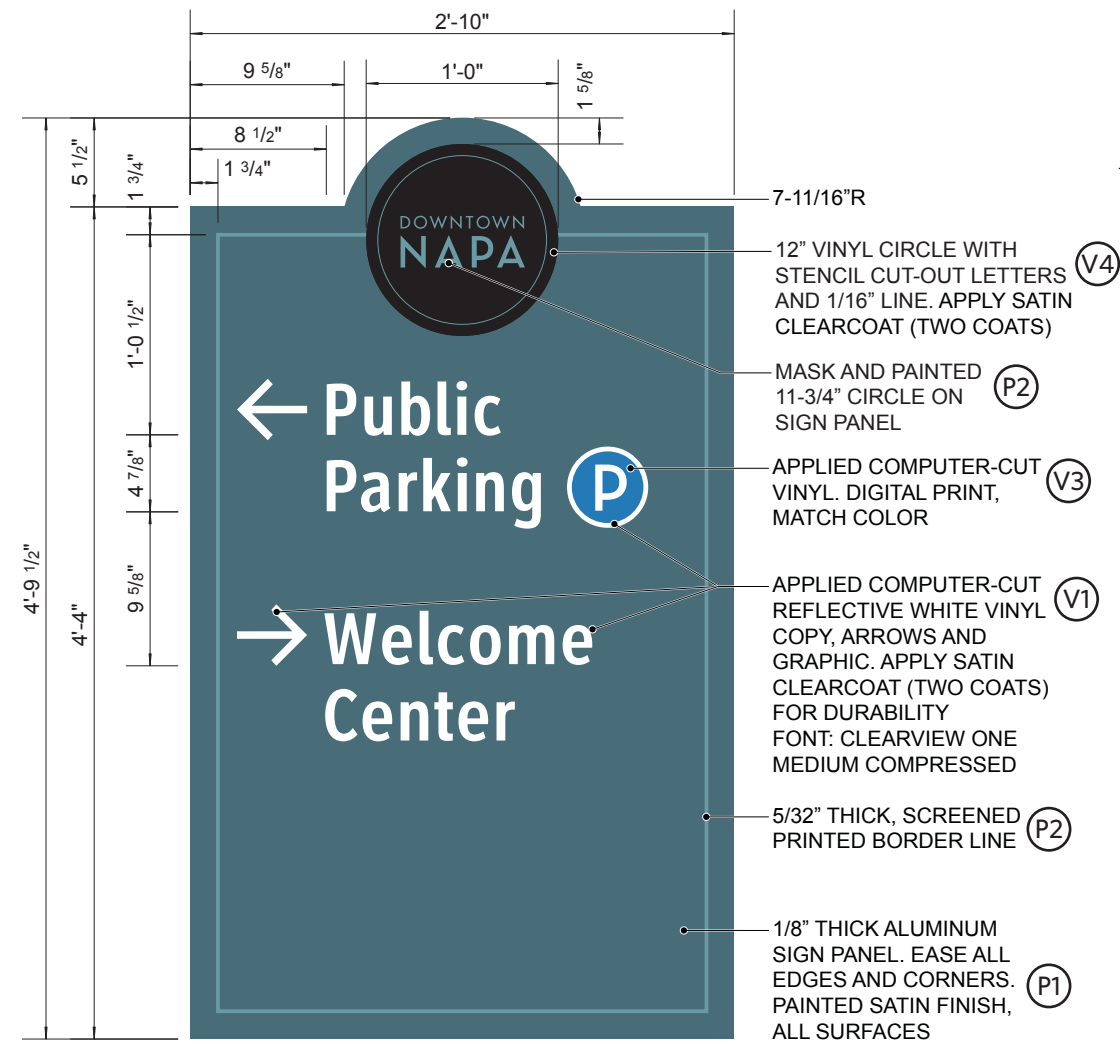 2'-10"
9 5/8"
1'-0"
1 5/8"
8 1/2"
1 3/4"
5 1/2"
1 3/4"
1'-0 1/2"
4 7/8"
9 5/8"
4'-9 1/2"
4'-4"
DOWNTOWN
NAPA
← Public
Parking P
→ Welcome
Center
7-11/16”R
12” VINYL CIRCLE WITH
STENCIL CUT-OUT LETTERS
AND 1/16” LINE. APPLY SATIN
CLEARCOAT (TWO COATS)
V4
MASK AND PAINTED
11-3/4” CIRCLE ON
SIGN PANEL
P2
APPLIED COMPUTER-CUT
VINYL. DIGITAL PRINT,
MATCH COLOR
V3
APPLIED COMPUTER-CUT
REFLECTIVE WHITE VINYL
COPY, ARROWS AND
GRAPHIC. APPLY SATIN
CLEARCOAT (TWO COATS)
FOR DURABILITY
FONT: CLEARVIEW ONE
MEDIUM COMPRESSED
V1
5/32” THICK, SCREENED
PRINTED BORDER LINE
P2
1/8” THICK ALUMINUM
SIGN PANEL. EASE ALL
EDGES AND CORNERS.
PAINTED SATIN FINISH,
ALL SURFACES
P1